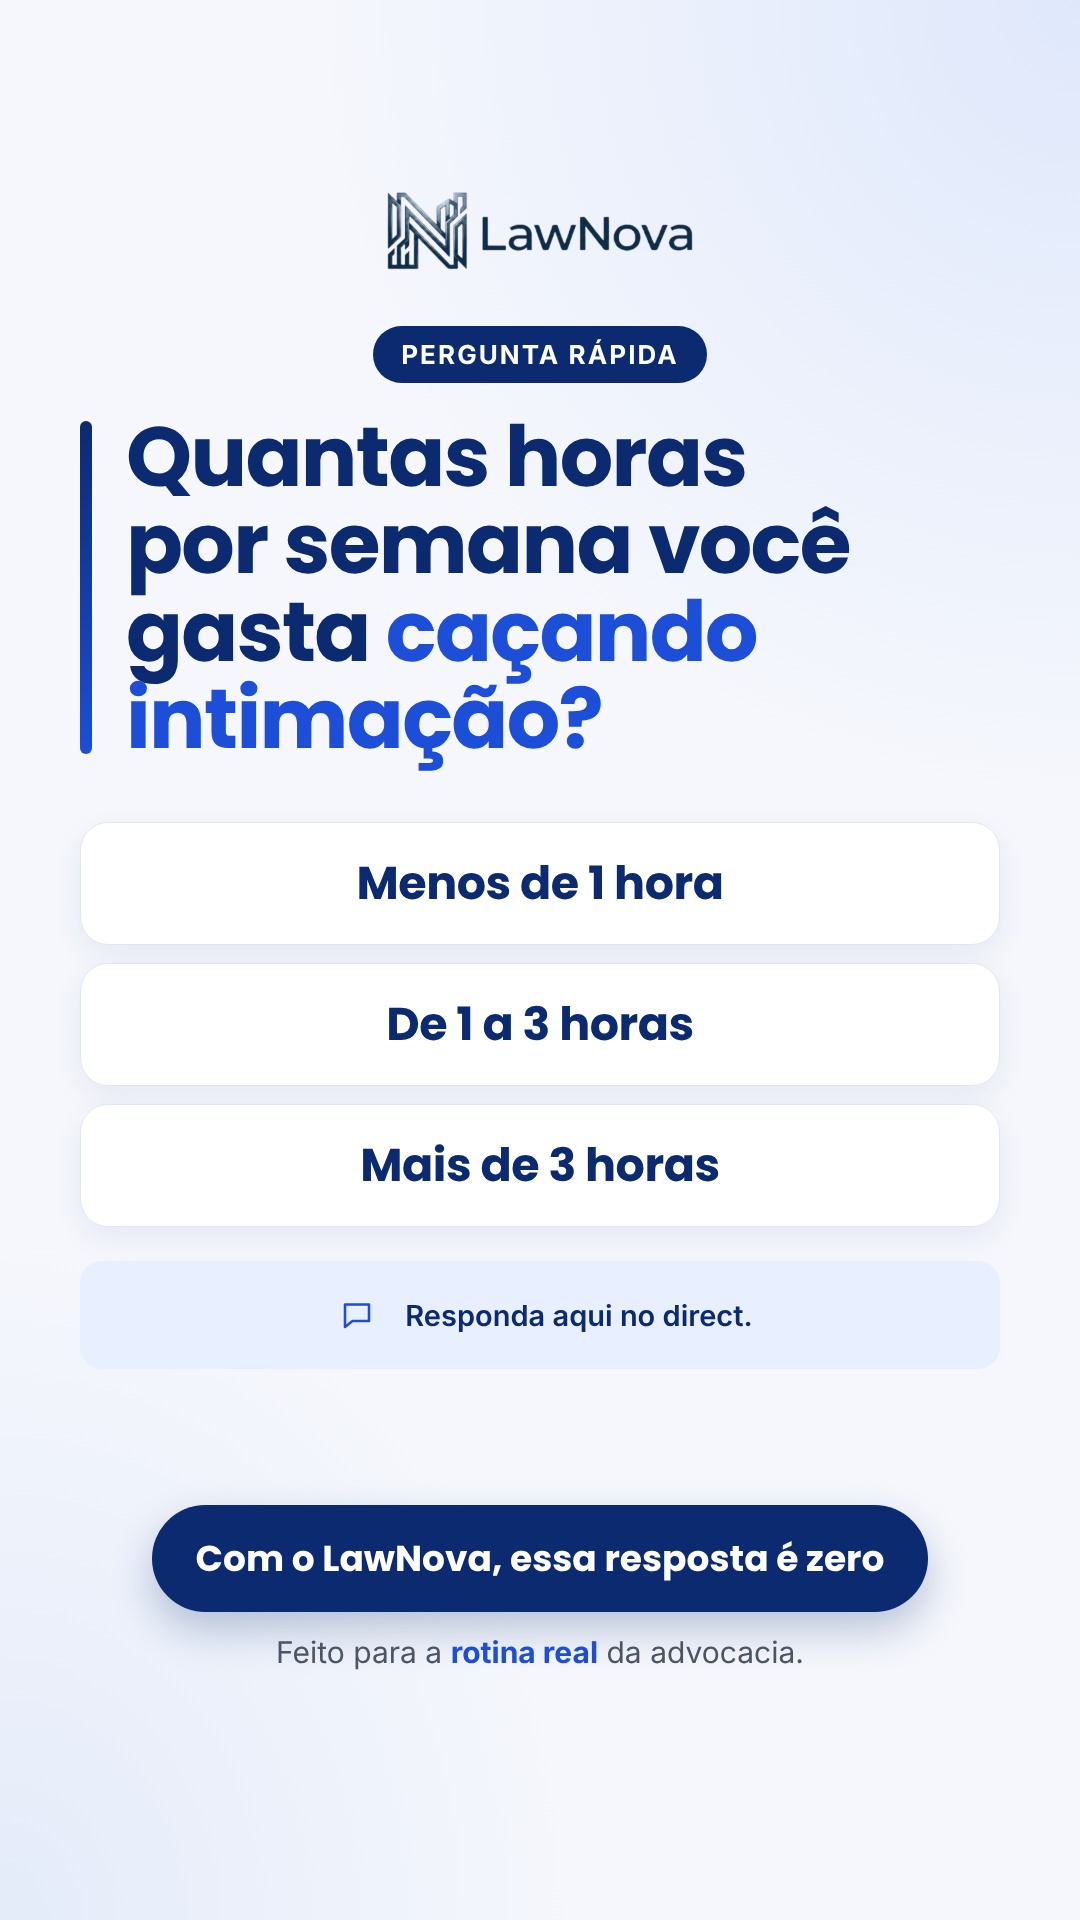 LawNova
PERGUNTA RÁPIDA
Quantas horas
por semana você
gasta caçando
intimação?
Menos de 1 hora
De 1 a 3 horas
Mais de 3 horas
Responda aqui no direct.
Com o LawNova, essa resposta é zero
Feito para a rotina real da advocacia.